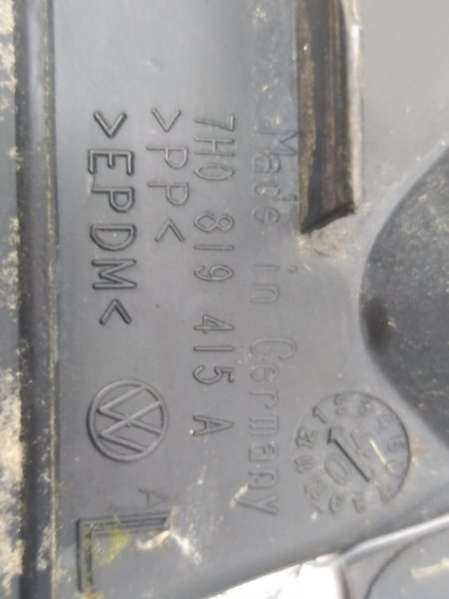 Made in Germany
7H0 819 415 A
>PP<
>EPDM<
A